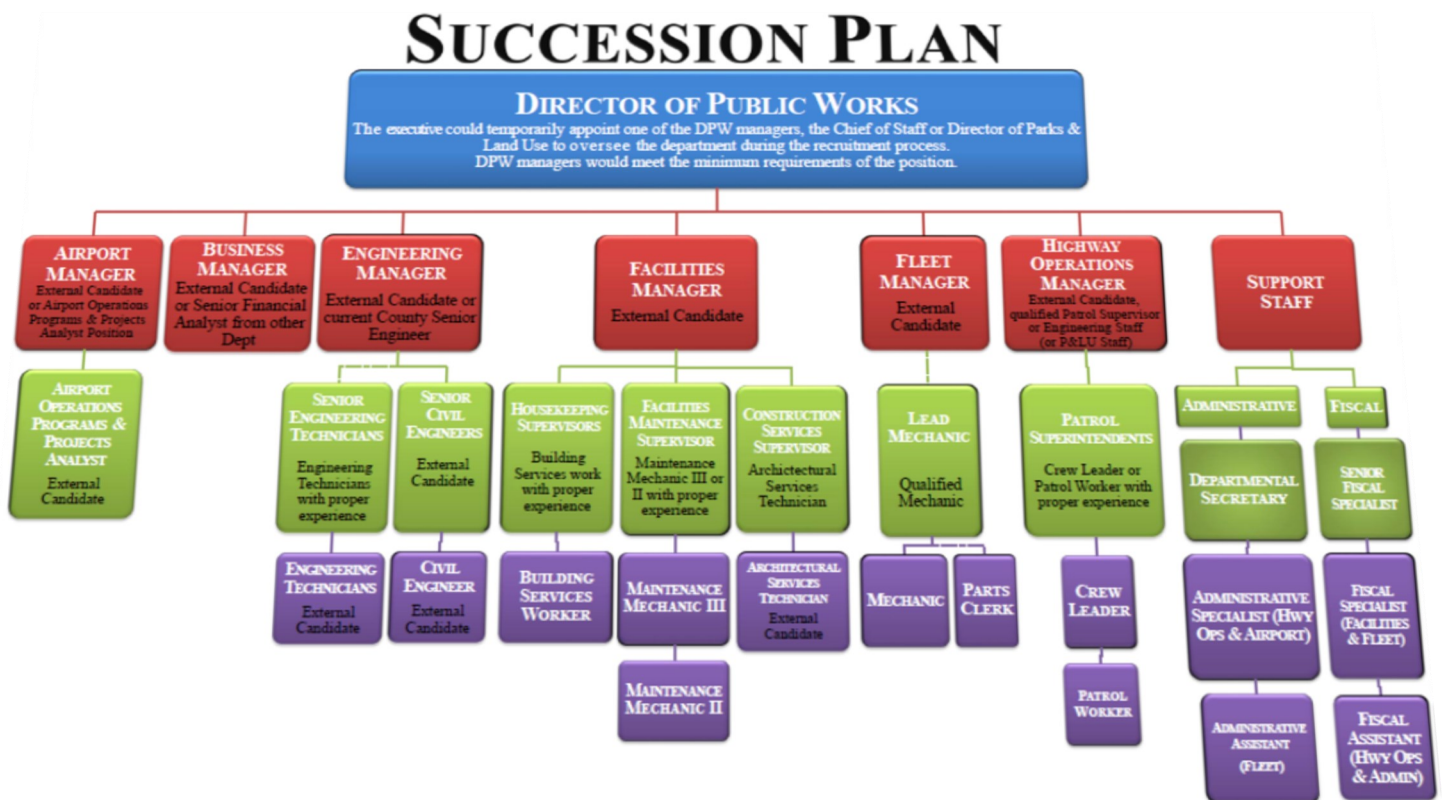 SUCCESSION PLAN
DIRECTOR OF PUBLIC WORKS
The executive could temporarily appoint one of the DPW managers, the Chief of Staff or Director of Parks &
Land Use to oversee the department during the recruitment process.
DPW managers would meet the minimum requirements of the position.
AIRPORT
MANAGER
External Candidate
or Airport Operations
Programs & Projects
Analyst Position
BUSINESS
MANAGER
External Candidate
or Senior Financial
Analyst from other
Dept
ENGINEERING
MANAGER
External Candidate or
current County Senior
Engineer
FACILITIES
MANAGER
External Candidate
FLEET
MANAGER
External
Candidate
HIGHWAY
OPERATIONS
MANAGER
External Candidate,
qualified Patrol Supervisor
or Engineering Staff
(or P&LU Staff)
SUPPORT
STAFF
AIRPORT
OPERATIONS
PROGRAMS &
PROJECTS
ANALYST
External
Candidate
SENIOR
ENGINEERING
TECHNICIANS
Engineering
Technicians
with proper
experience
SENIOR
CIVIL
ENGINEERS
External
Candidate
HOUSEKEEPING
SUPERVISORS
Building
Services work
with proper
experience
FACILITIES
MAINTENANCE
SUPERVISOR
Maintenance
Mechanic III or
II with proper
experience
CONSTRUCTION
SERVICES
SUPERVISOR
Archictectural
Services
Technician
LEAD
MECHANIC
Qualified
Mechanic
PATROL
SUPERINTENDENTS
Crew Leader or
Patrol Worker with
proper experience
ADMINISTRATIVE
FISCAL
DEPARTMENTAL
SECRETARY
SENIOR
FISCAL
SPECIALIST
ENGINEERING
TECHNICIANS
External
Candidate
CIVIL
ENGINEER
External
Candidate
BUILDING
SERVICES
WORKER
MAINTENANCE
MECHANIC III
ARCHITECTURAL
SERVICES
TECHNICIAN
External
Candidate
MECHANIC
PARTS
CLERK
CREW
LEADER
ADMINISTRATIVE
SPECIALIST (HWY
OPS & AIRPORT)
FISCAL
SPECIALIST
(FACILITIES
& FLEET)
MAINTENANCE
MECHANIC II
PATROL
WORKER
ADMINISTRATIVE
ASSISTANT
(FLEET)
FISCAL
ASSISTANT
(HWY OPS
& ADMIN)